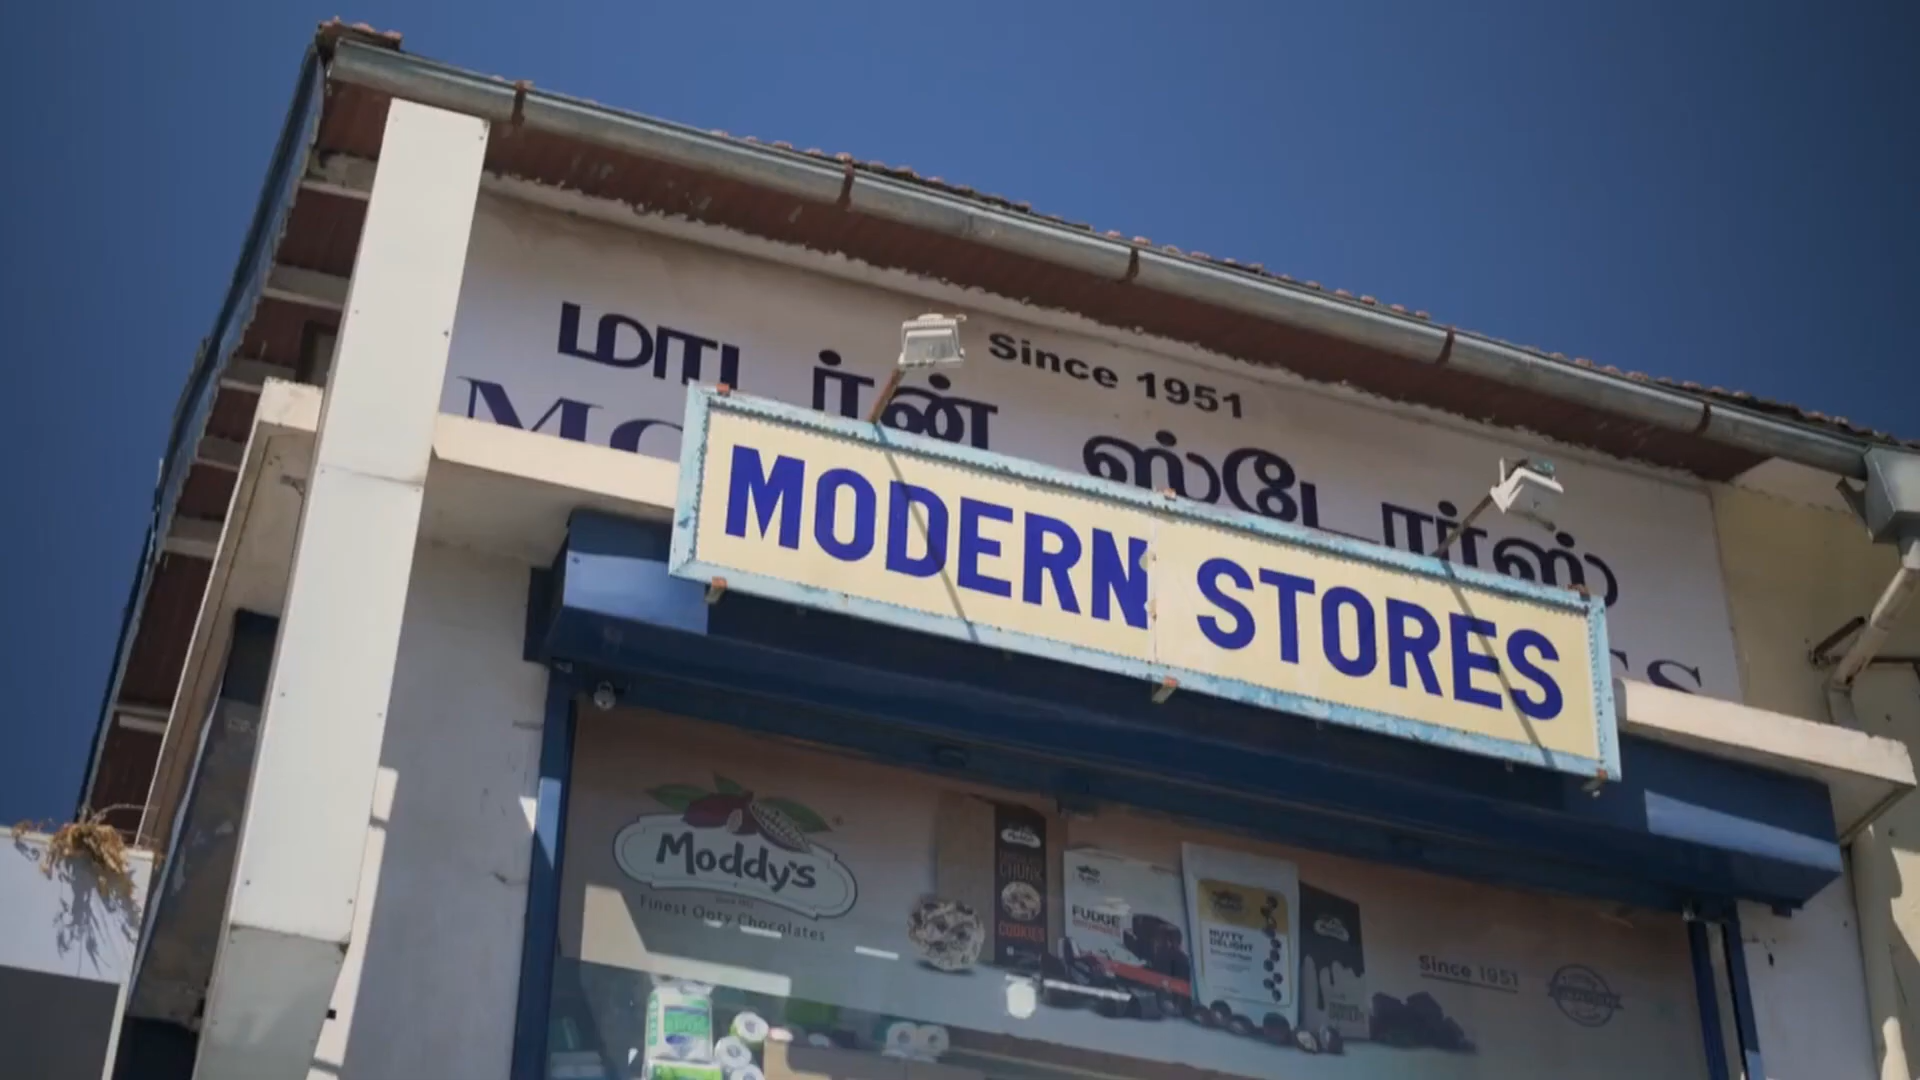 Since 1951
மாடர்ன் ஸ்டோர்ஸ்
MODERN STORES
Moddy's
Finest Ooty Chocolates
CHUNK
COOKIES
FUDGE
NUTTY
DELIGHT
Since 1951